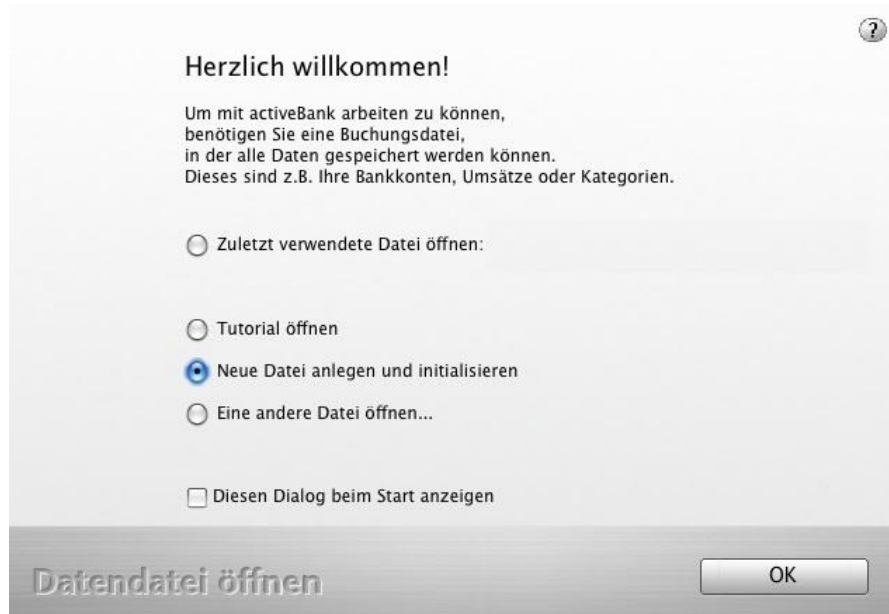 ?
Herzlich willkommen!
Um mit activeBank arbeiten zu können,
benötigen Sie eine Buchungsdatei,
in der alle Daten gespeichert werden können.
Dieses sind z.B. Ihre Bankkonten, Umsätze oder Kategorien.
Zuletzt verwendete Datei öffnen:
Tutorial öffnen
Neue Datei anlegen und initialisieren
Eine andere Datei öffnen...
Diesen Dialog beim Start anzeigen
Datendatei öffnen
OK